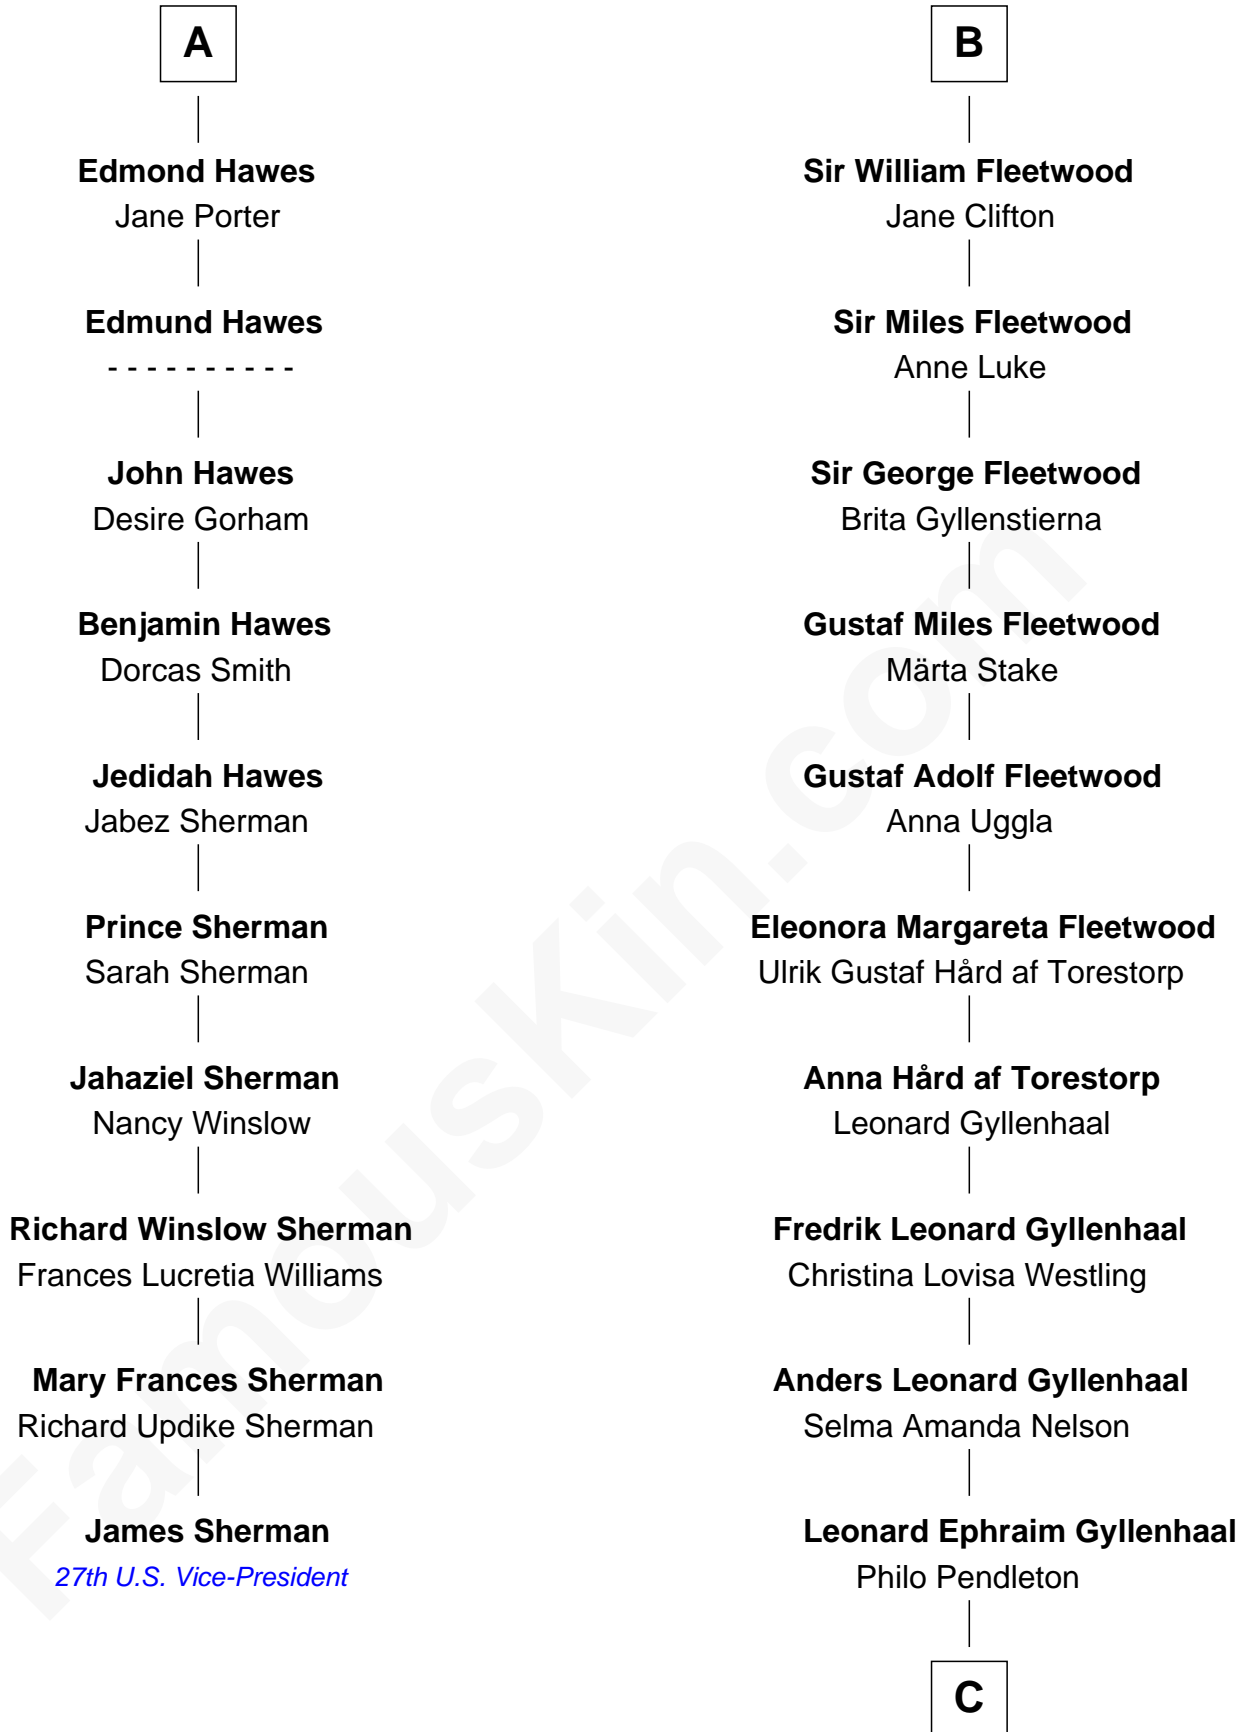 A
Edmond Hawes
Jane Porter
Edmund Hawes
- - - - - - - - - -
John Hawes
Desire Gorham
Benjamin Hawes
Dorcas Smith
Jedidah Hawes
Jabez Sherman
Prince Sherman
Sarah Sherman
Jahaziel Sherman
Nancy Winslow
Richard Winslow Sherman
Frances Lucretia Williams
Mary Frances Sherman
Richard Updike Sherman
James Sherman
27th U.S. Vice-President
B
Sir William Fleetwood
Jane Clifton
Sir Miles Fleetwood
Anne Luke
Sir George Fleetwood
Brita Gyllenstierna
Gustaf Miles Fleetwood
Märta Stake
Gustaf Adolf Fleetwood
Anna Uggla
Eleonora Margareta Fleetwood
Ulrik Gustaf Hård af Torestorp
Anna Hård af Torestorp
Leonard Gyllenhaal
Fredrik Leonard Gyllenhaal
Christina Lovisa Westling
Anders Leonard Gyllenhaal
Selma Amanda Nelson
Leonard Ephraim Gyllenhaal
Philo Pendleton
C
FamousKin.com